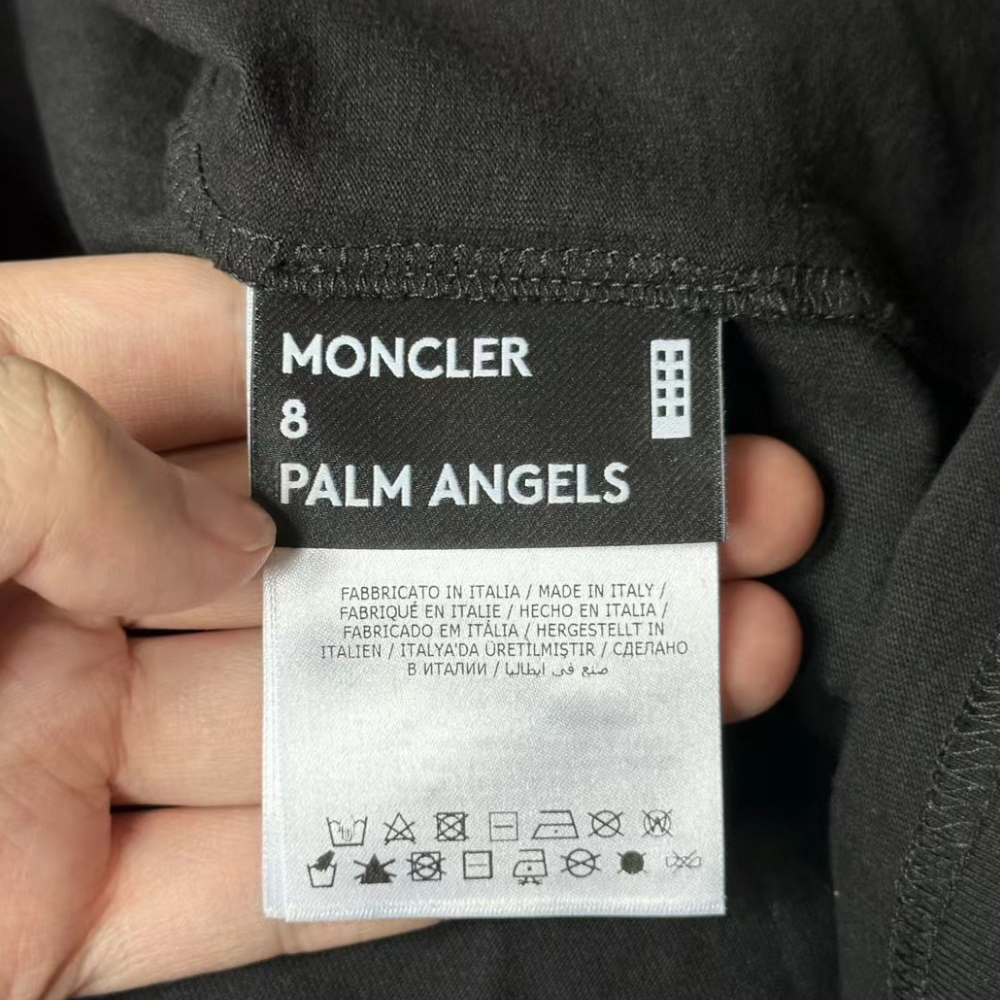 MONCLER
8
PALM ANGELS
FABBRICATO IN ITALIA / MADE IN ITALY /
FABRIQUÉ EN ITALIE / HECHO EN ITALIA /
FABRICADO EM ITÁLIA / HERGESTELLT IN
ITALIEN / ITALYA'DA ÜRETILMIŞTIR / СДЕЛАНО
В ИТАЛИИ / صنع في ايطاليا